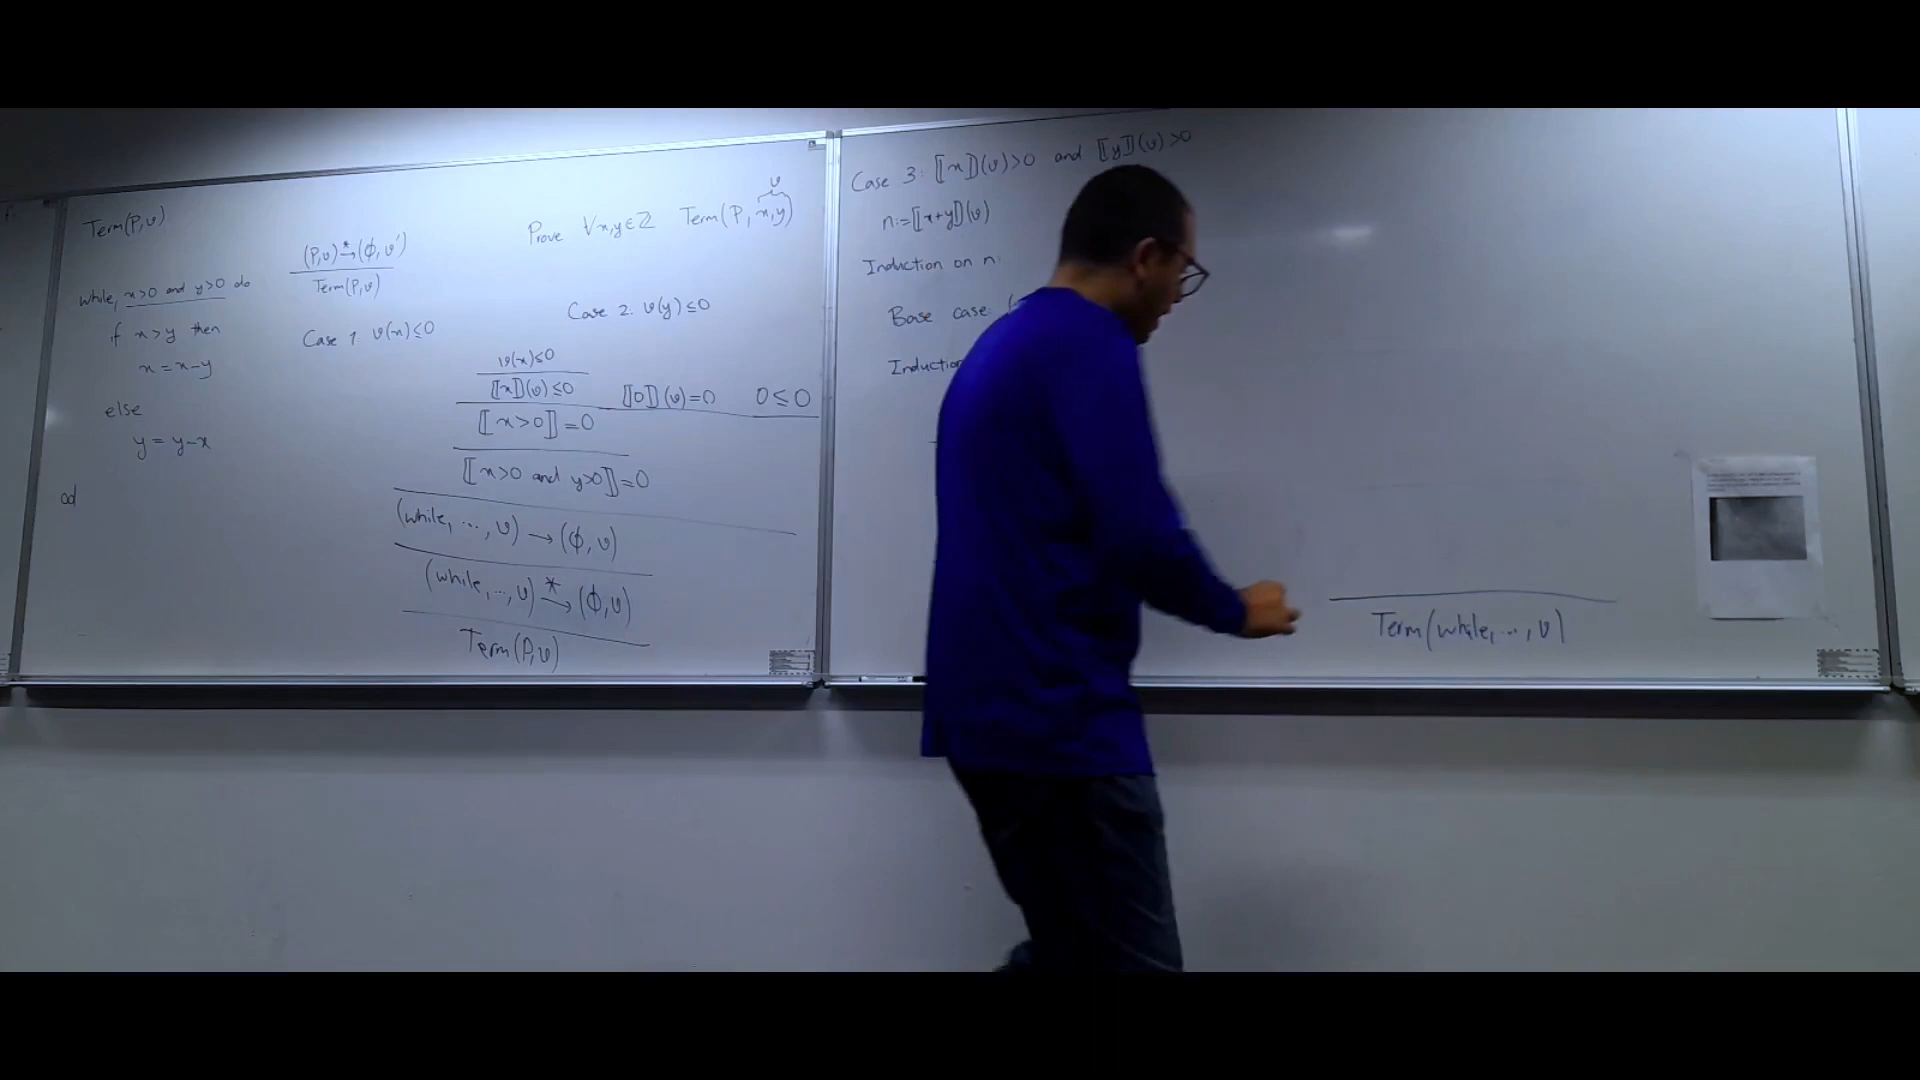 Term(P,υ)
while, x>0 and y>0 do
if x>y then
x = x-y
else
y = y-x
od
(P,υ) →* (ϕ,υ')
Term(P,υ)
Prove ∀x,y∈ℤ Term(P, x,y)
υ
Case 1. υ(x)≤0
Case 2. υ(y)≤0
υ(x)≤0
⟦x⟧(υ)≤0 ⟦0⟧(υ)=0 0≤0
⟦x>0⟧=0
⟦x>0 and y>0⟧=0
(while, ..., υ) → (ϕ, υ)
(while, ..., υ) →* (ϕ, υ)
Term(P,υ)
Case 3: ⟦x⟧(υ)>0 and ⟦y⟧(υ)>0
n:=⟦x+y⟧(υ)
Induction on n:
Base case:
Term(while, ..., υ)